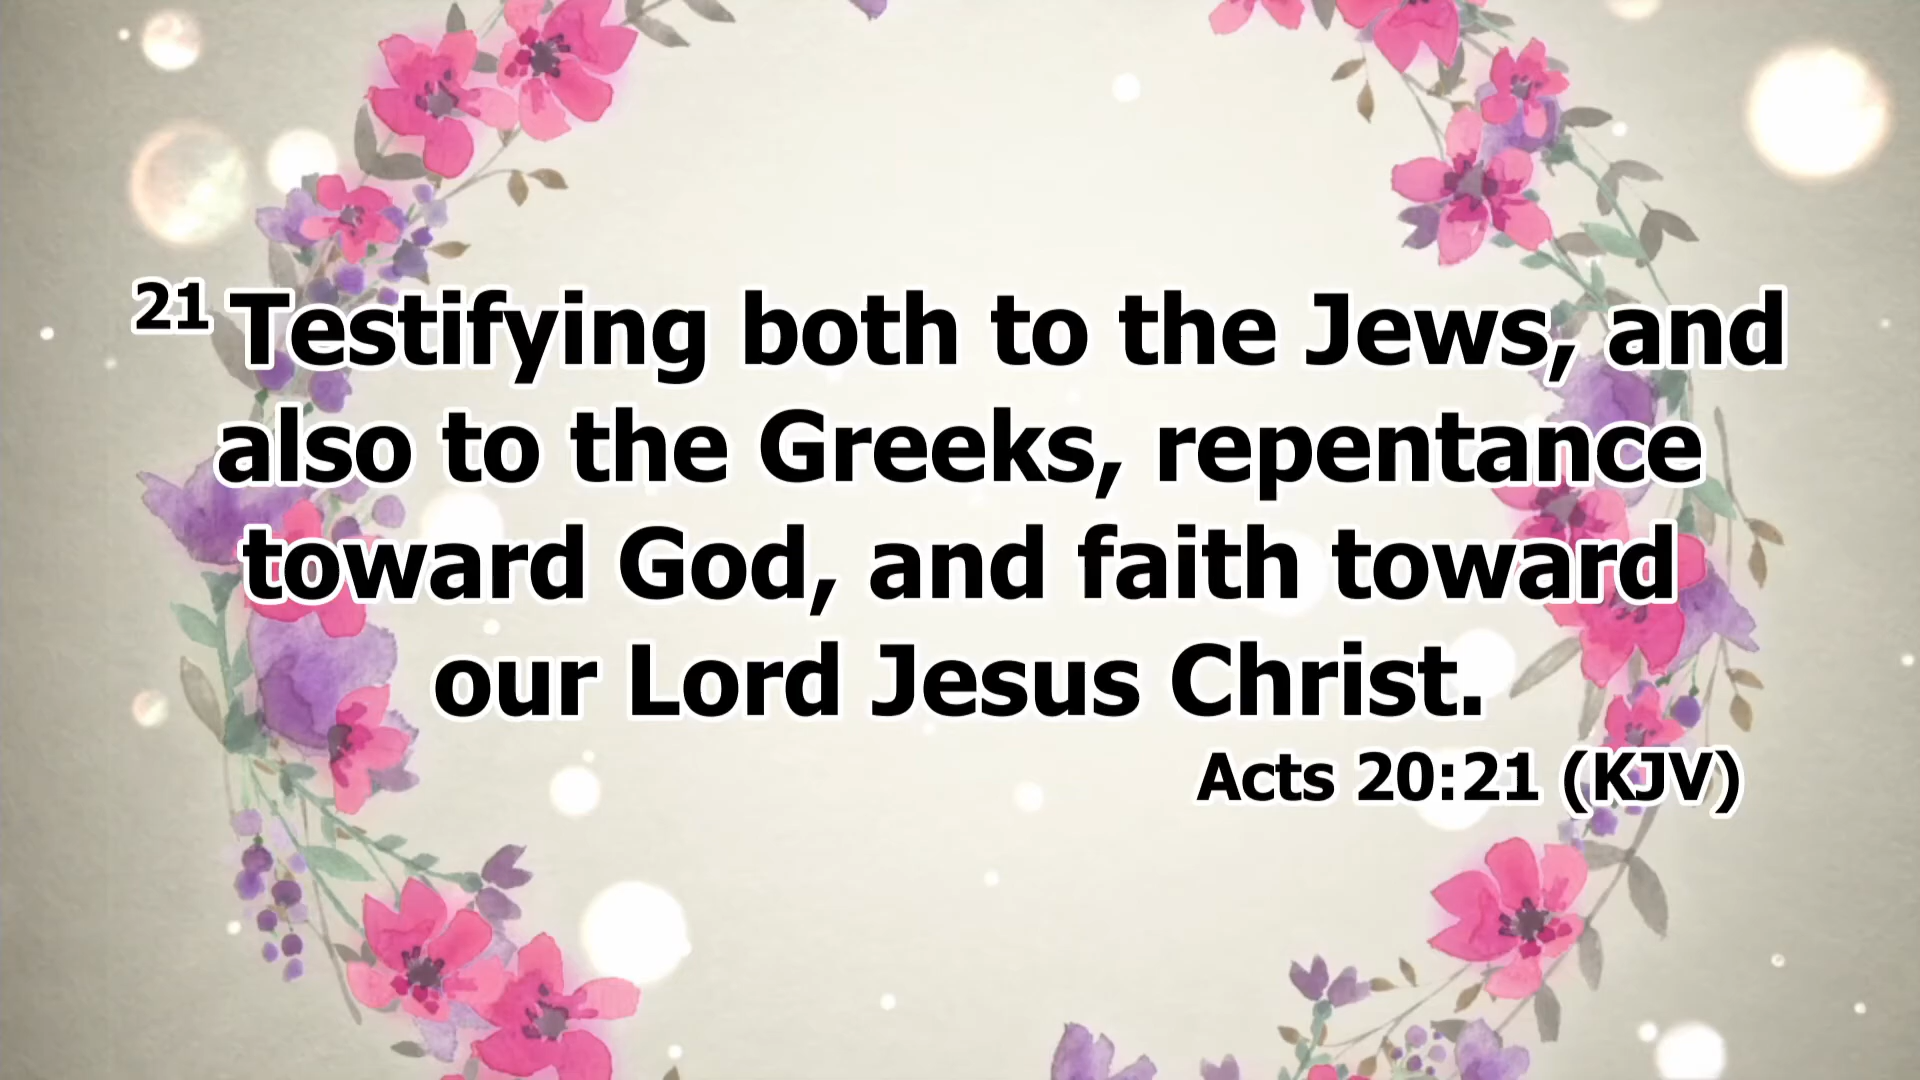 21 Testifying both to the Jews, and
also to the Greeks, repentance
toward God, and faith toward
our Lord Jesus Christ.
Acts 20:21 (KJV)